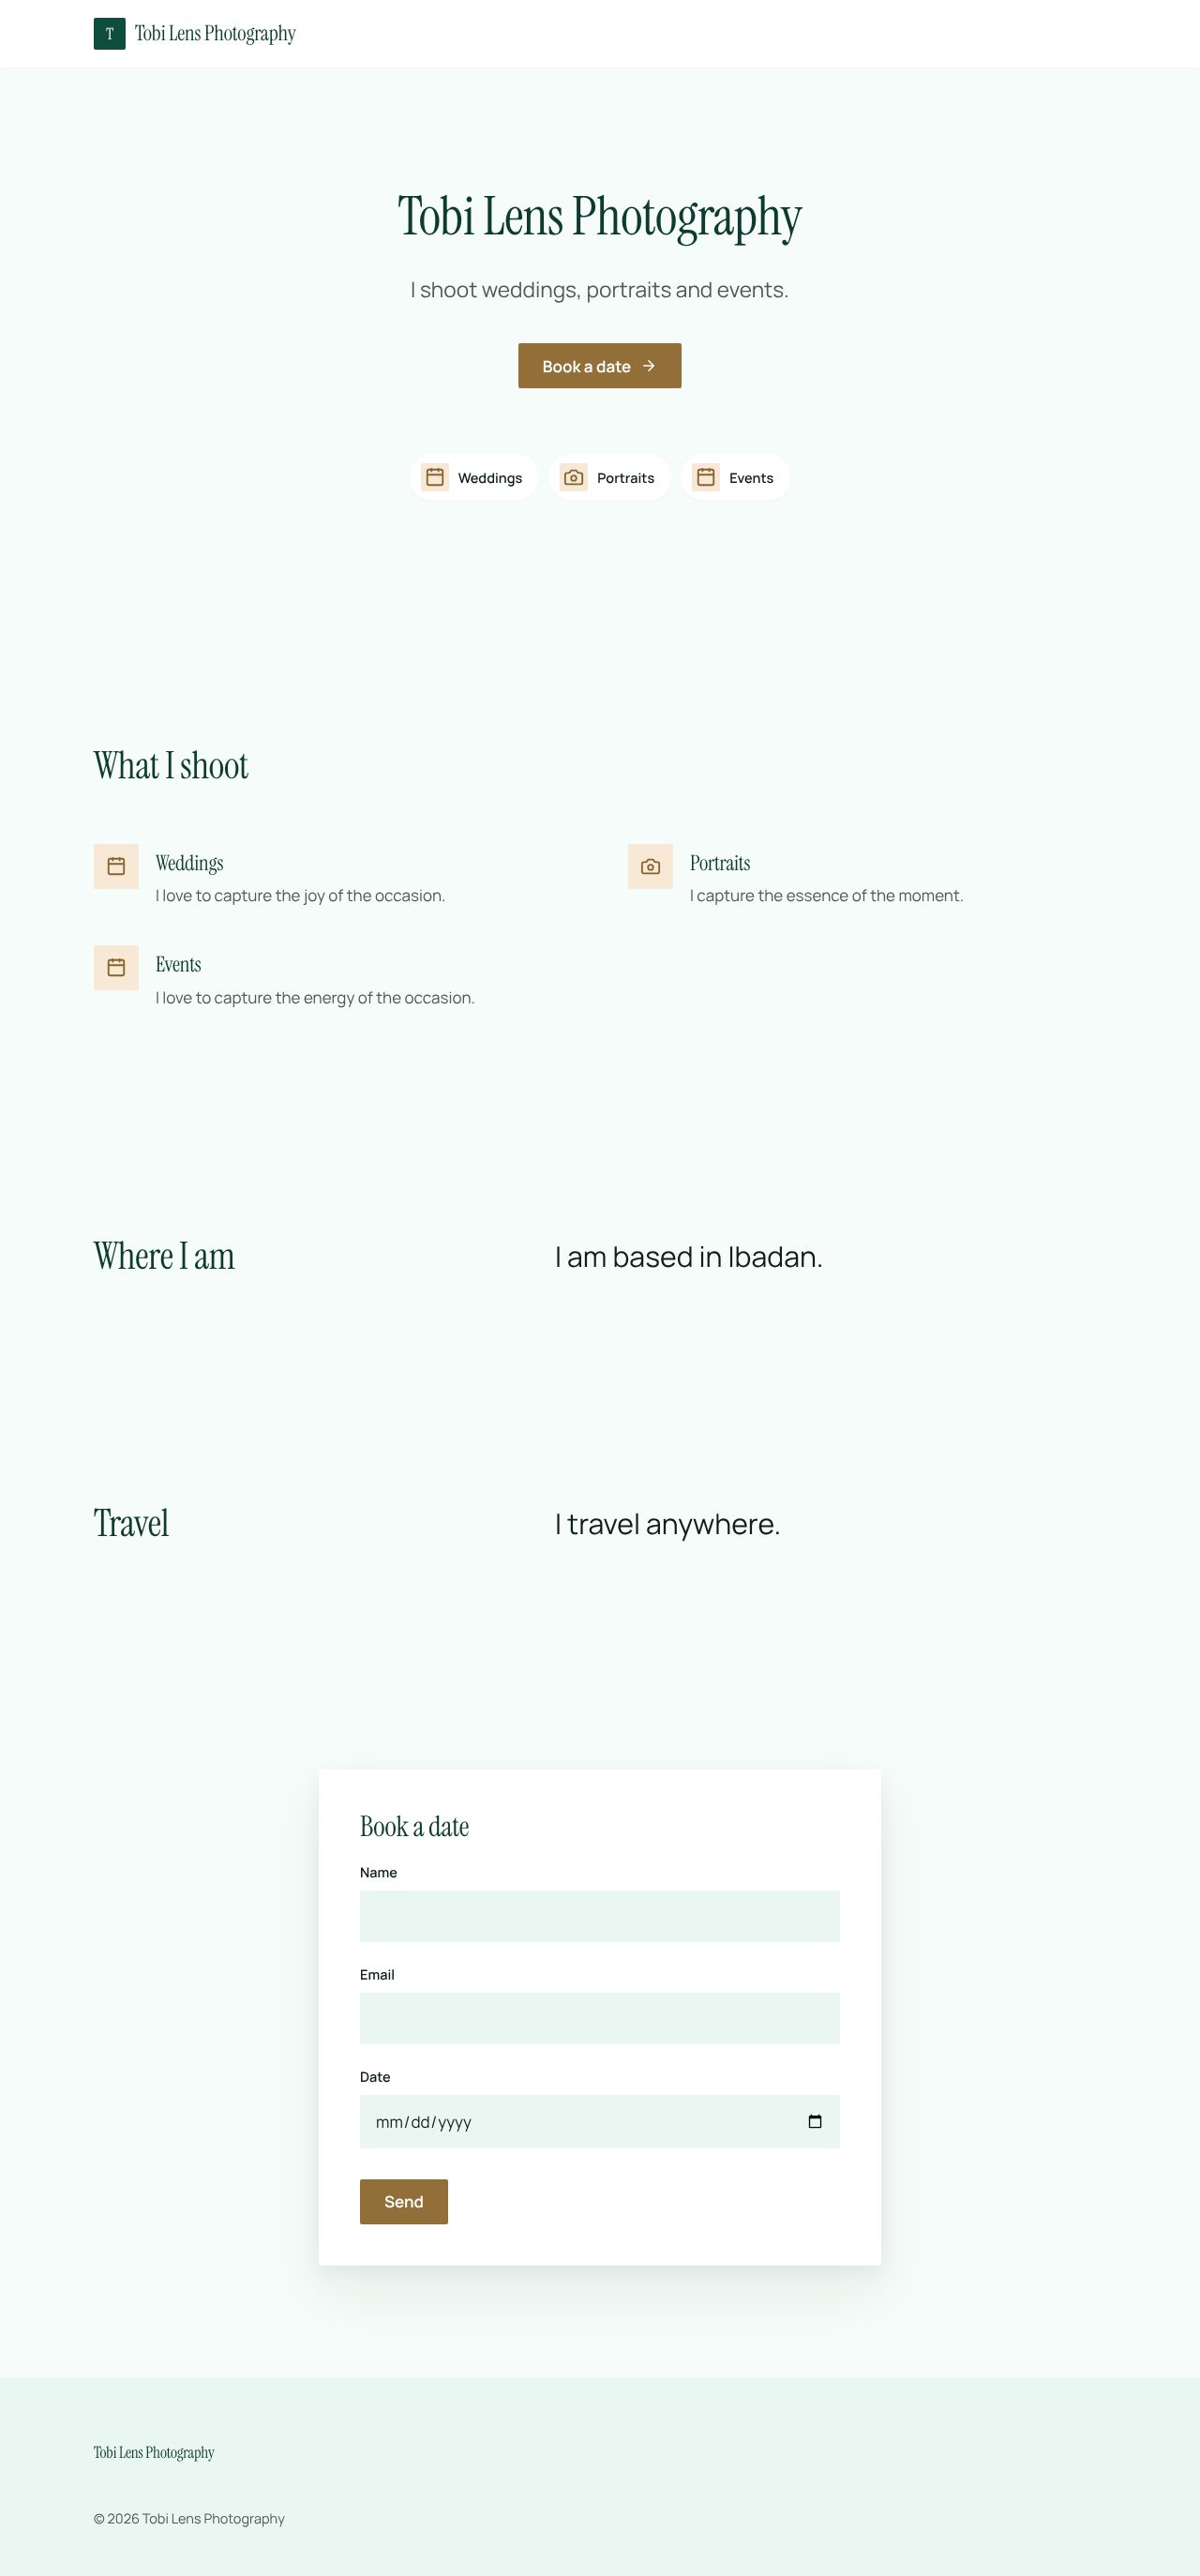 T
Tobi Lens Photography
Tobi Lens Photography
I shoot weddings, portraits and events.
Book a date
Weddings
Portraits
Events
What I shoot
Weddings
I love to capture the joy of the occasion.
Portraits
I capture the essence of the moment.
Events
I love to capture the energy of the occasion.
Where I am
I am based in Ibadan.
Travel
I travel anywhere.
Book a date
Name
Email
Date
mm/dd/yyyy
Send
Tobi Lens Photography
© 2026 Tobi Lens Photography